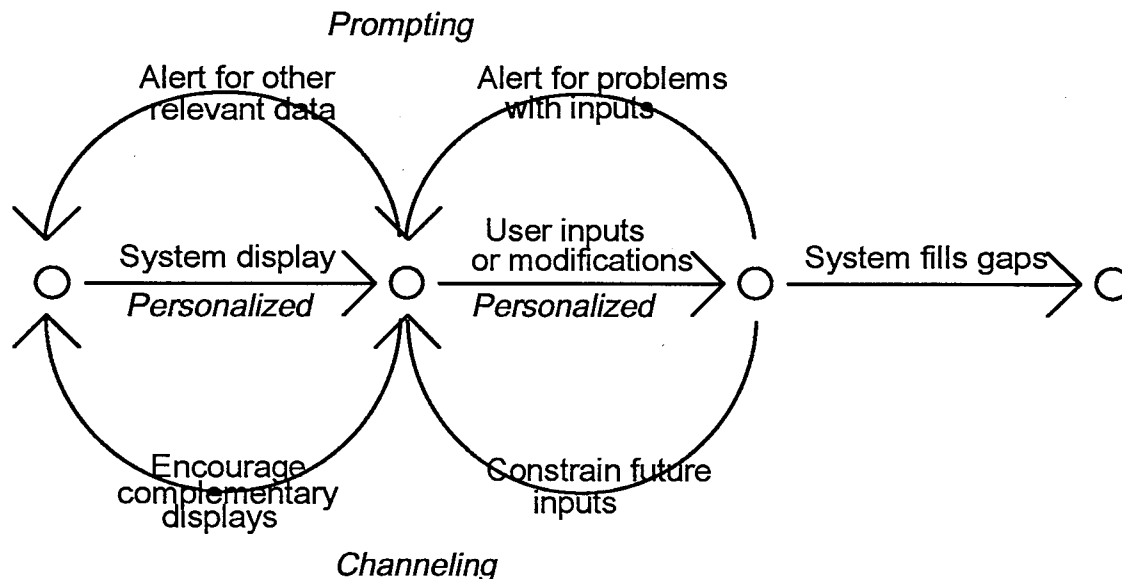 Prompting
Alert for other
relevant data
Alert for problems
with inputs
System display
Personalized
User inputs
or modifications
Personalized
System fills gaps
Encourage
complementary
displays
Constrain future
inputs
Channeling